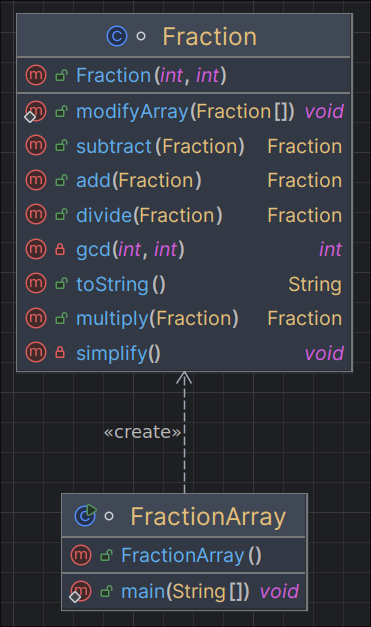 Fraction
Fraction(int, int)
modifyArray(Fraction[]) void
subtract(Fraction) Fraction
add(Fraction) Fraction
divide(Fraction) Fraction
gcd(int, int) int
toString() String
multiply(Fraction) Fraction
simplify() void
«create»
FractionArray
FractionArray()
main(String[]) void